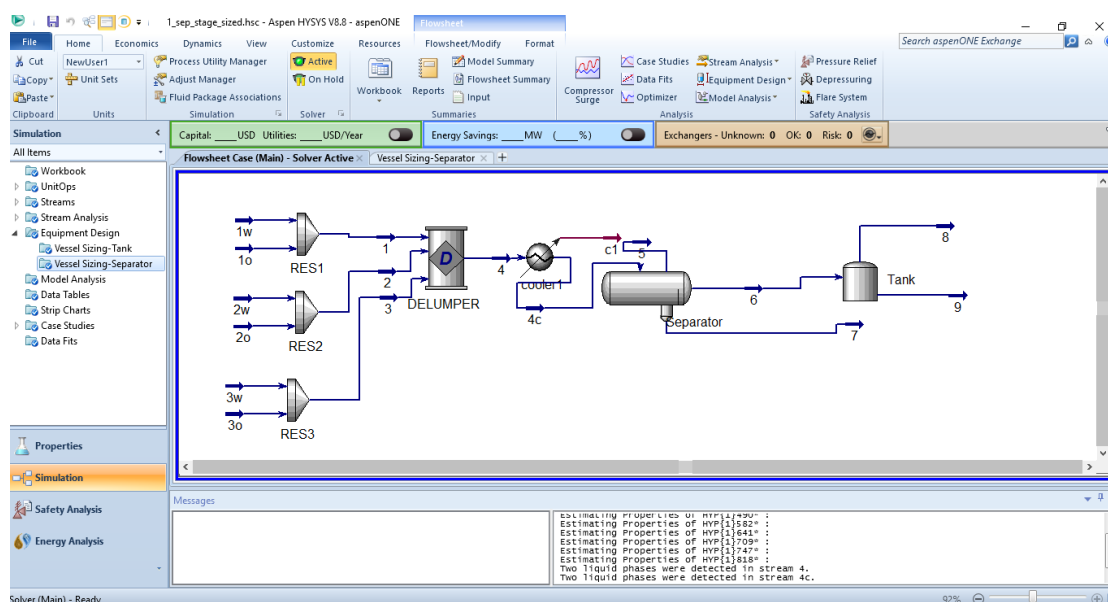 1_sep_stage_sized.hsc - Aspen HYSYS V8.8 - aspenONE
Flowsheet
File Home Economics Dynamics View Customize Resources Flowsheet/Modify Format
Search aspenONE Exchange
Cut NewUser1 Process Utility Manager Active Model Summary Case Studies Stream Analysis Pressure Relief
Copy Unit Sets Adjust Manager On Hold Workbook Reports Flowsheet Summary Compressor Surge Data Fits Equipment Design Depressuring
Paste Fluid Package Associations Input Optimizer Model Analysis Flare System
Clipboard Units Simulation Solver Summaries Analysis Safety Analysis
Simulation
Capital: ____USD Utilities: ____USD/Year Energy Savings: ____MW (____%) Exchangers - Unknown: 0 OK: 0 Risk: 0
All Items
Flowsheet Case (Main) - Solver Active Vessel Sizing-Separator +
Workbook
UnitOps
Streams
Stream Analysis
Equipment Design
Vessel Sizing-Tank
Vessel Sizing-Separator
Model Analysis
Data Tables
Strip Charts
Case Studies
Data Fits
1w
1o
RES1
1
2w
2o
RES2
2
3w
3o
RES3
3
D
DELUMPER
4
cooler1
c1
4c
5
Separator
6
7
Tank
8
9
Properties
Simulation
Safety Analysis
Energy Analysis
Messages
Estimating Properties of HYP{1}490* :
Estimating Properties of HYP{1}582* :
Estimating Properties of HYP{1}641* :
Estimating Properties of HYP{1}709* :
Estimating Properties of HYP{1}747* :
Estimating Properties of HYP{1}818* :
Two liquid phases were detected in stream 4.
Two liquid phases were detected in stream 4c.
Solver (Main) - Ready
92%